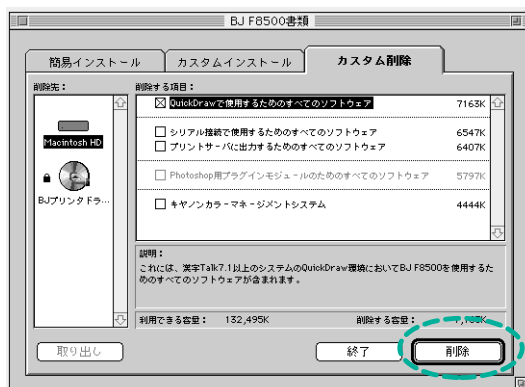 BJ F8500書類
簡易インストール カスタムインストール カスタム削除
削除先： 削除する項目：
QuickDrawで使用するためのすべてのソフトウェア 7163K
シリアル接続で使用するためのすべてのソフトウェア 6547K
プリントサーバに出力するためのすべてのソフトウェア 6407K
Photoshop用プラグインモジュールのためのすべてのソフトウェア 5797K
キヤノンカラーマネージメントシステム 4444K
Macintosh HD
BJプリンタドラ…
説明：
これには、漢字Talk7.1以上のシステムのQuickDraw環境においてBJ F8500を使用するた
めのすべてのソフトウェアが含まれます。
利用できる容量： 132,495K 削除する容量：
取り出し 終了 削除